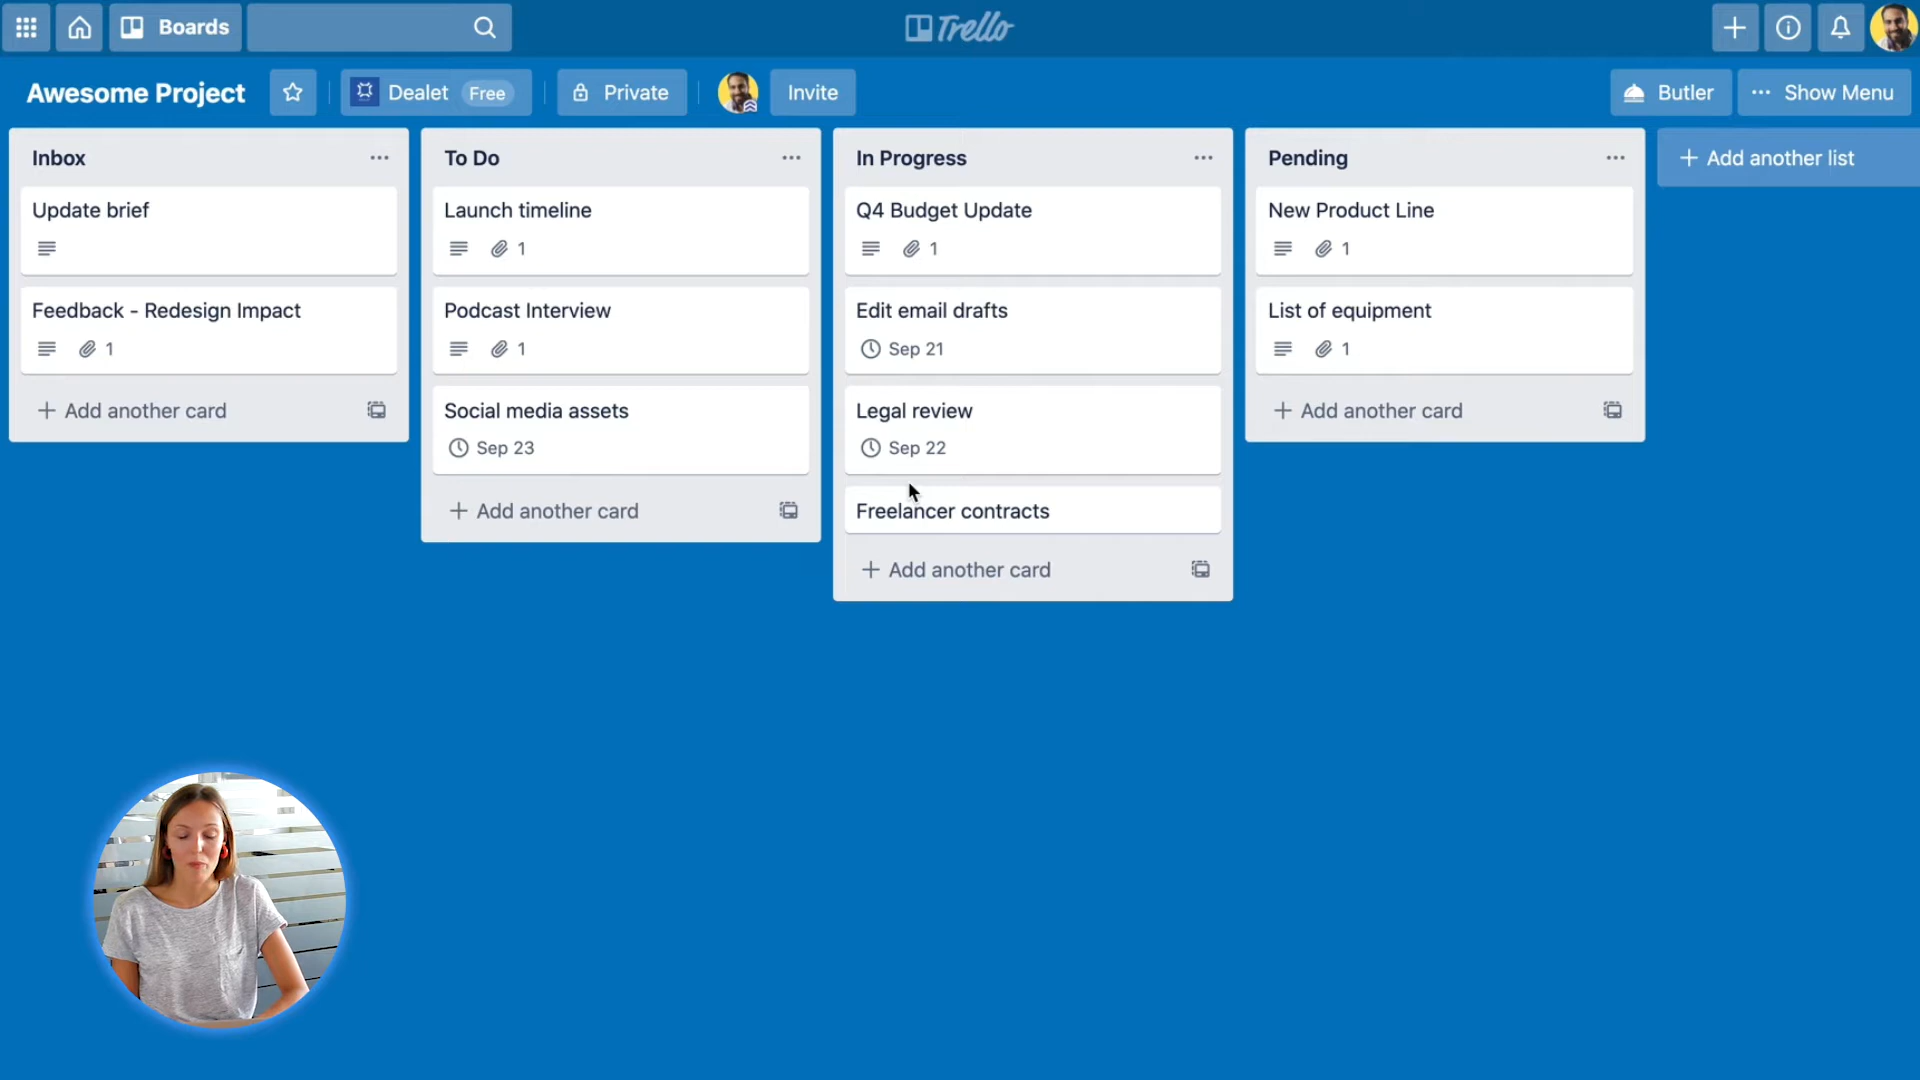 Boards
Trello
Awesome Project
Dealet Free
Private
Invite
Butler
Show Menu
Inbox
Update brief
Feedback - Redesign Impact
1
Add another card
To Do
Launch timeline
1
Podcast Interview
1
Social media assets
Sep 23
Add another card
In Progress
Q4 Budget Update
1
Edit email drafts
Sep 21
Legal review
Sep 22
Freelancer contracts
Add another card
Pending
New Product Line
1
List of equipment
1
Add another card
Add another list